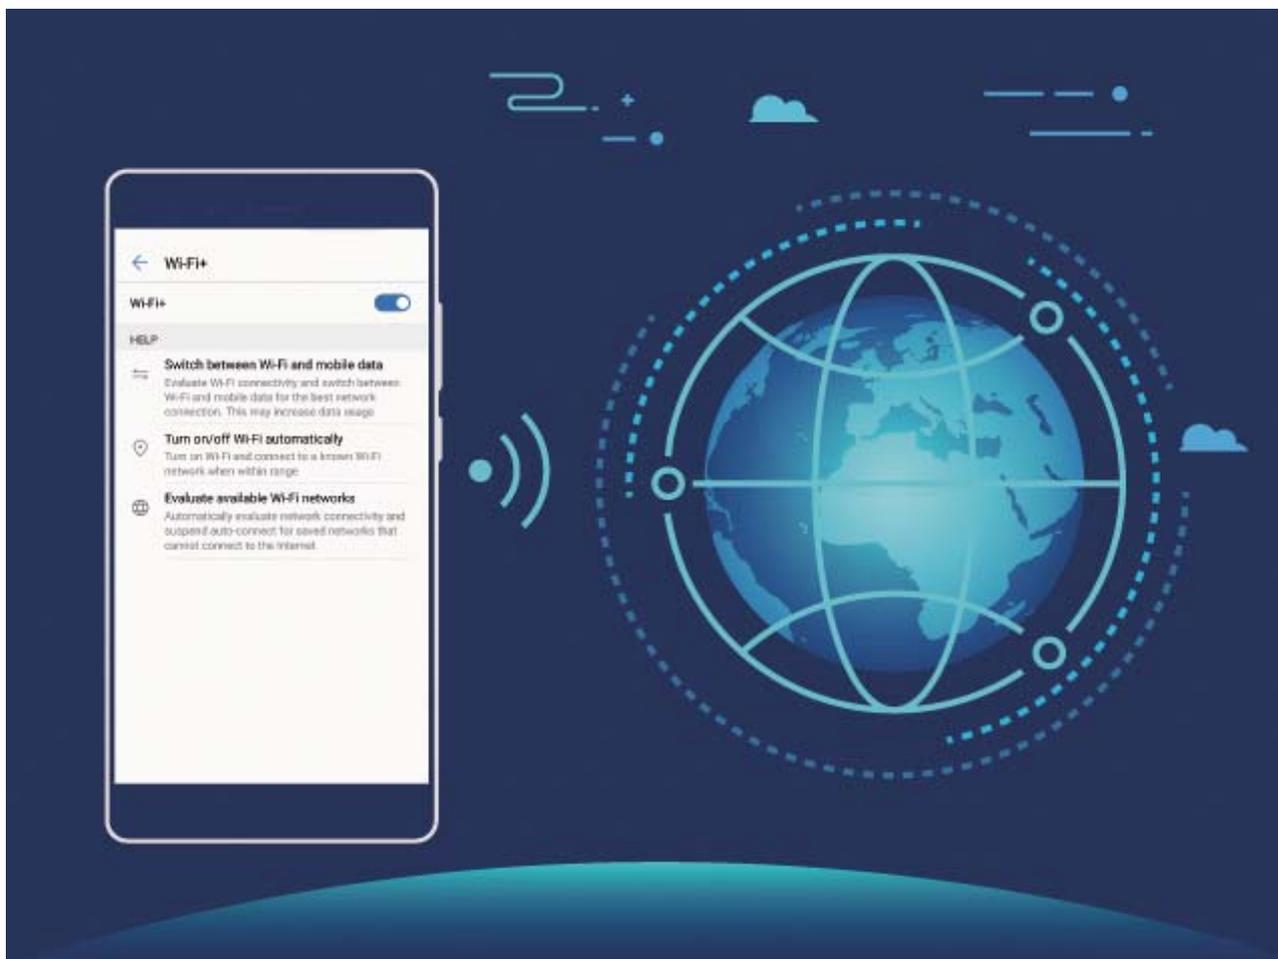 Wi-Fi+
Wi-Fi+
HELP
Switch between Wi-Fi and mobile data
Evaluate Wi-Fi connectivity and switch between
Wi-Fi and mobile data for the best network
connection. This may increase data usage
Turn on/off Wi-Fi automatically
Turn on Wi-Fi and connect to a known Wi-Fi
network when within range
Evaluate available Wi-Fi networks
Automatically evaluate network connectivity and
suspend auto-connect for saved networks that
cannot connect to the Internet